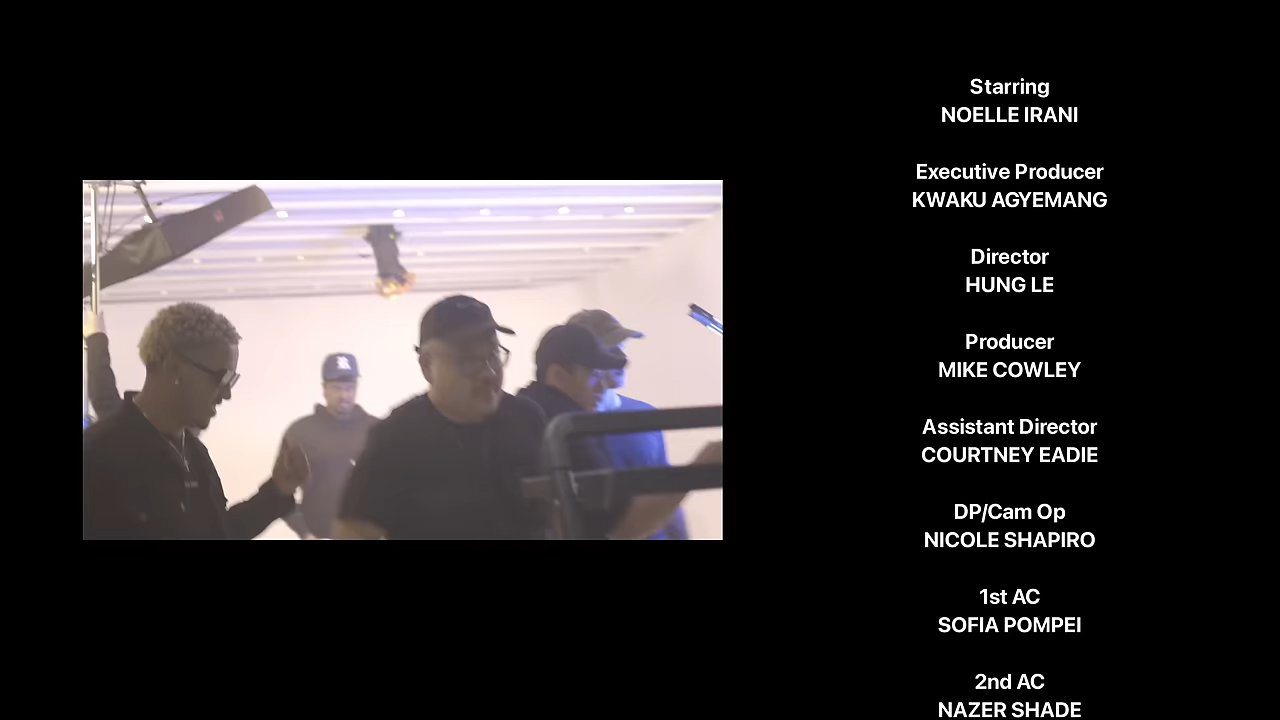 Starring
NOELLE IRANI
Executive Producer
KWAKU AGYEMANG
Director
HUNG LE
Producer
MIKE COWLEY
Assistant Director
COURTNEY EADIE
DP/Cam Op
NICOLE SHAPIRO
1st AC
SOFIA POMPEI
2nd AC
NAZER SHADE